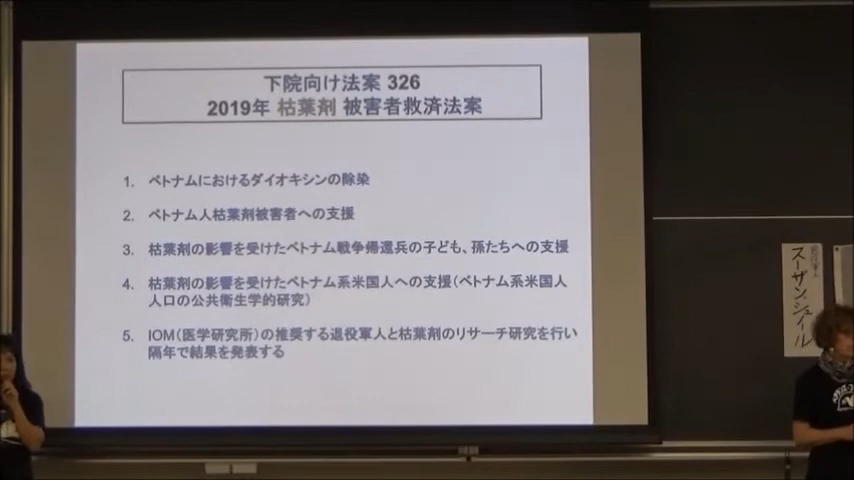 下院向け法案 326
2019年 枯葉剤 被害者救済法案
1. ベトナムにおけるダイオキシンの除染
2. ベトナム人枯葉剤被害者への支援
3. 枯葉剤の影響を受けたベトナム戦争帰還兵の子ども、孫たちへの支援
4. 枯葉剤の影響を受けたベトナム系米国人への支援(ベトナム系米国人
人口の公共衛生学的研究)
5. IOM(医学研究所)の推奨する退役軍人と枯葉剤のリサーチ研究を行い
隔年で結果を発表する
スーザン・シュイール